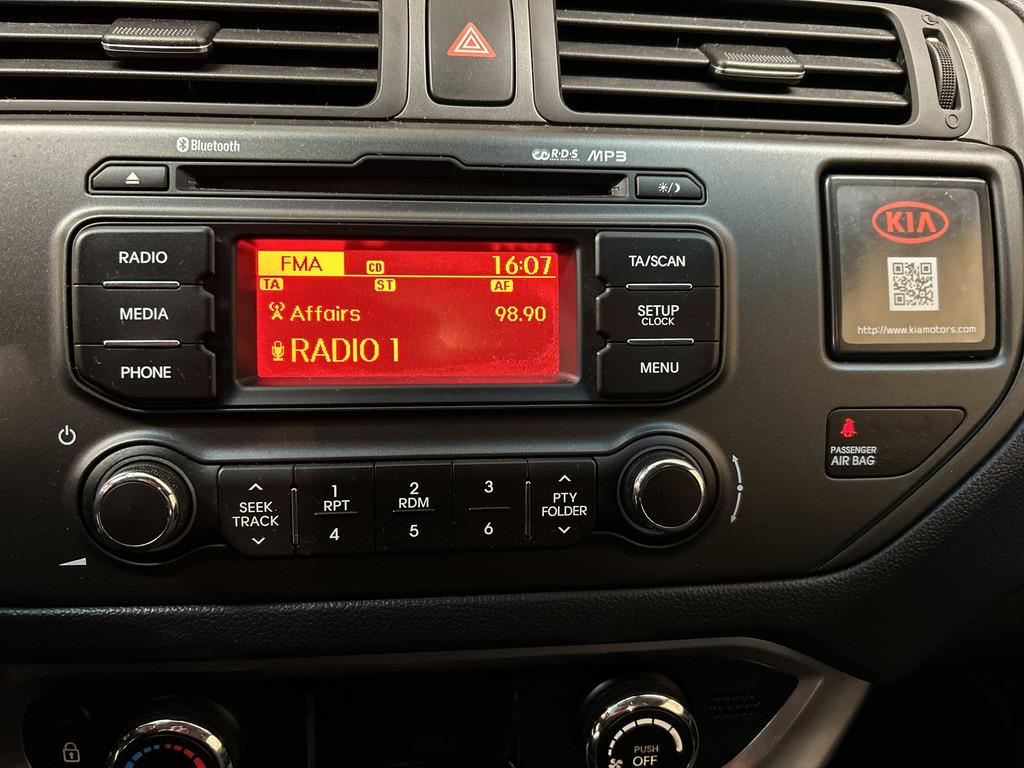 Bluetooth
R·D·S MP3
RADIO
MEDIA
PHONE
FMA CD 16:07
TA ST AF
Affairs 98.90
RADIO 1
TA/SCAN
SETUP
CLOCK
MENU
KIA
http://www.kiamotors.com
PASSENGER
AIR BAG
SEEK
TRACK
1
RPT
4
2
RDM
5
3
6
PTY
FOLDER
PUSH
OFF